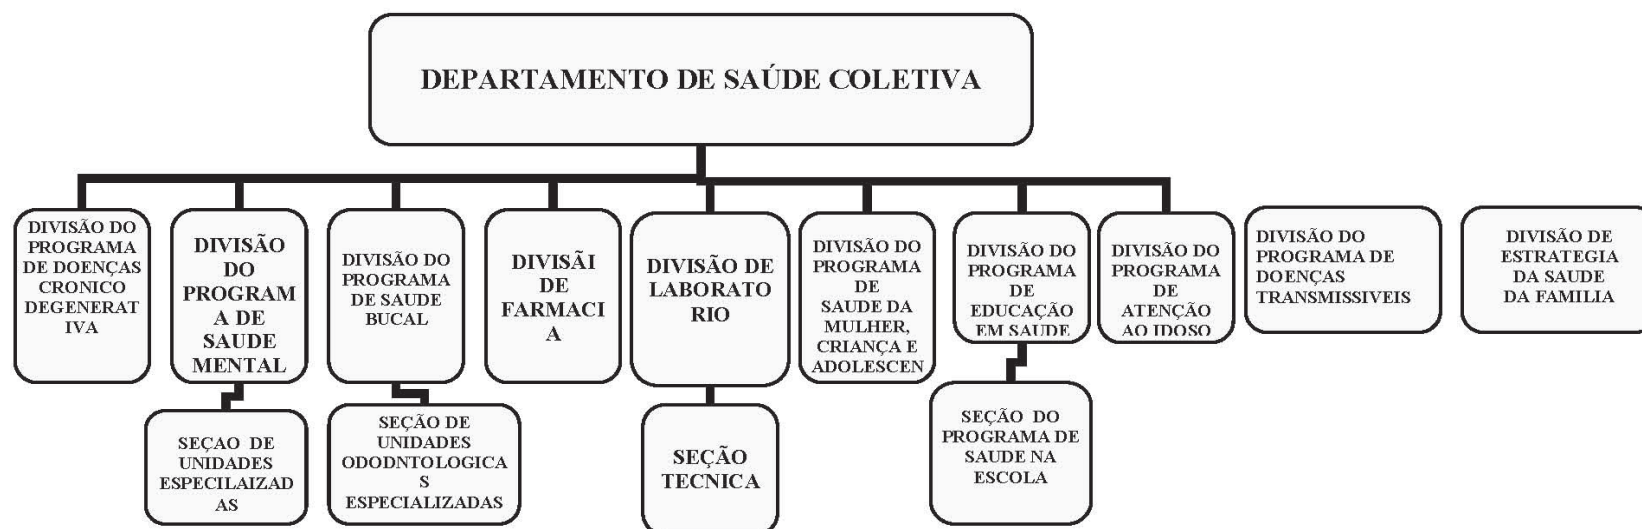 DEPARTAMENTO DE SAÚDE COLETIVA
DIVISÃO DO
PROGRAMA
DE DOENÇAS
CRONICO
DEGENERAT
IVA
DIVISÃO
DO
PROGRAM
A DE
SAUDE
MENTAL
DIVISÃO DO
PROGRAMA
DE SAUDE
BUCAL
DIVISÃI
DE
FARMACI
A
DIVISÃO DE
LABORATO
RIO
DIVISÃO DO
PROGRAMA
DE
SAUDE DA
MULHER,
CRIANÇA E
ADOLESCEN
DIVISÃO DO
PROGRAMA
DE
EDUCAÇÃO
EM SAUDE
DIVISÃO DO
PROGRAMA
DE
ATENÇÃO
AO IDOSO
DIVISÃO DO
PROGRAMA DE
DOENÇAS
TRANSMISSIVEIS
DIVISÃO DE
ESTRATEGIA
DA SAUDE
DA FAMILIA
SEÇAO DE
UNIDADES
ESPECILAIZAD
AS
SEÇÃO DE
UNIDADES
ODODNTOLOGICA
S
ESPECIALIZADAS
SEÇÃO
TECNICA
SEÇÃO DO
PROGRAMA DE
SAUDE NA
ESCOLA